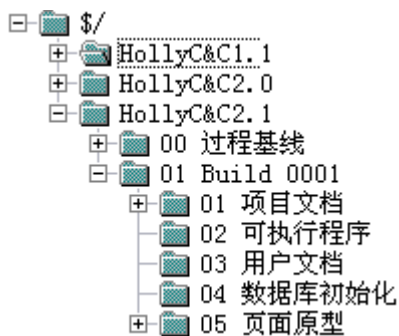 $/
HollyC&C1.1
HollyC&C2.0
HollyC&C2.1
00 过程基线
01 Build 0001
01 项目文档
02 可执行程序
03 用户文档
04 数据库初始化
05 页面原型